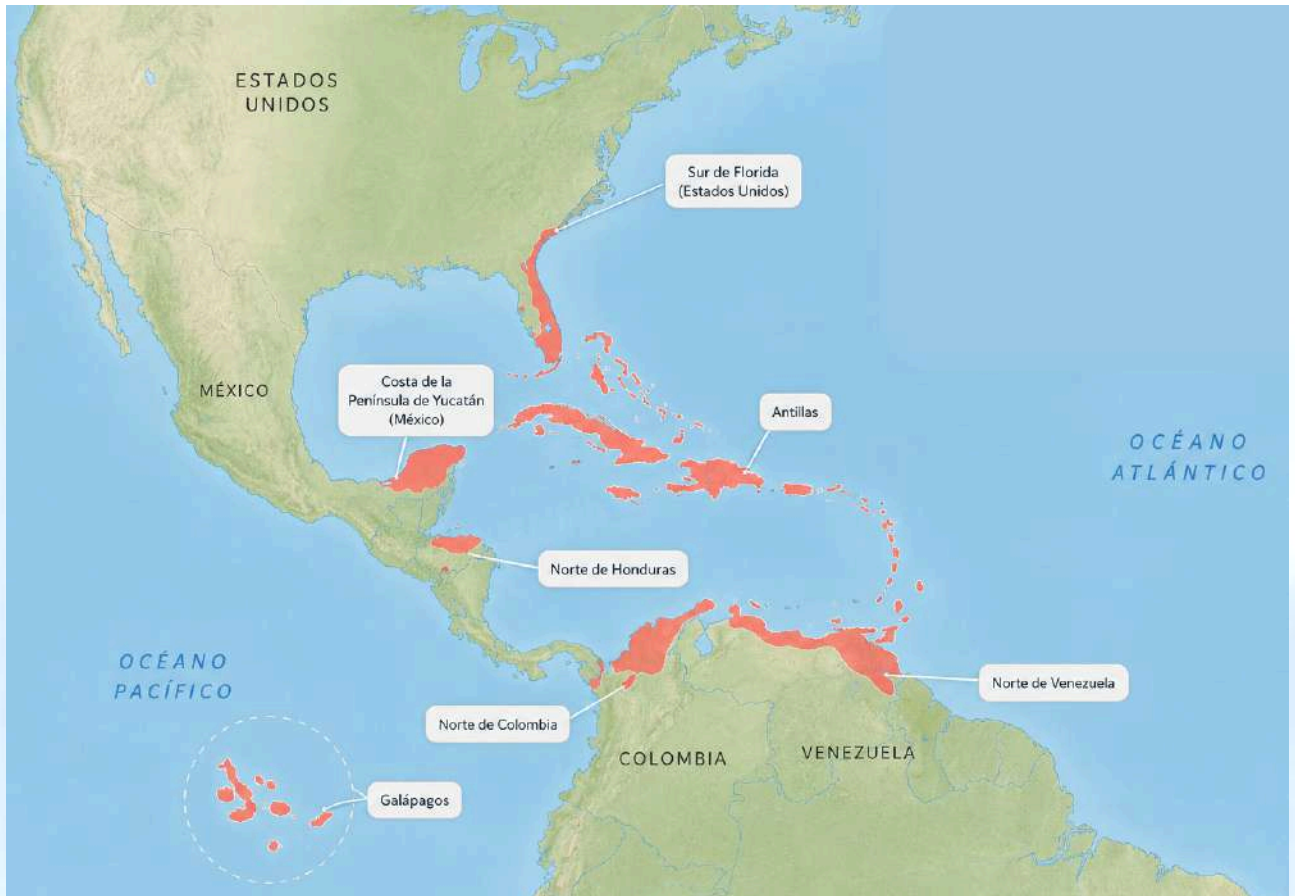 ESTADOS
UNIDOS
Sur de Florida
(Estados Unidos)
MÉXICO
Costa de la
Península de Yucatán
(México)
Antillas
OCÉANO
ATLÁNTICO
Norte de Honduras
OCÉANO
PACÍFICO
Norte de Venezuela
Norte de Colombia
COLOMBIA
VENEZUELA
Galápagos